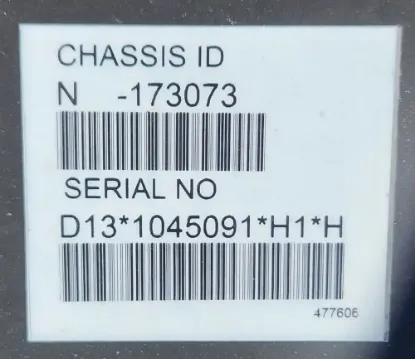 CHASSIS ID
N -173073
SERIAL NO
D13*1045091*H1*H
477606